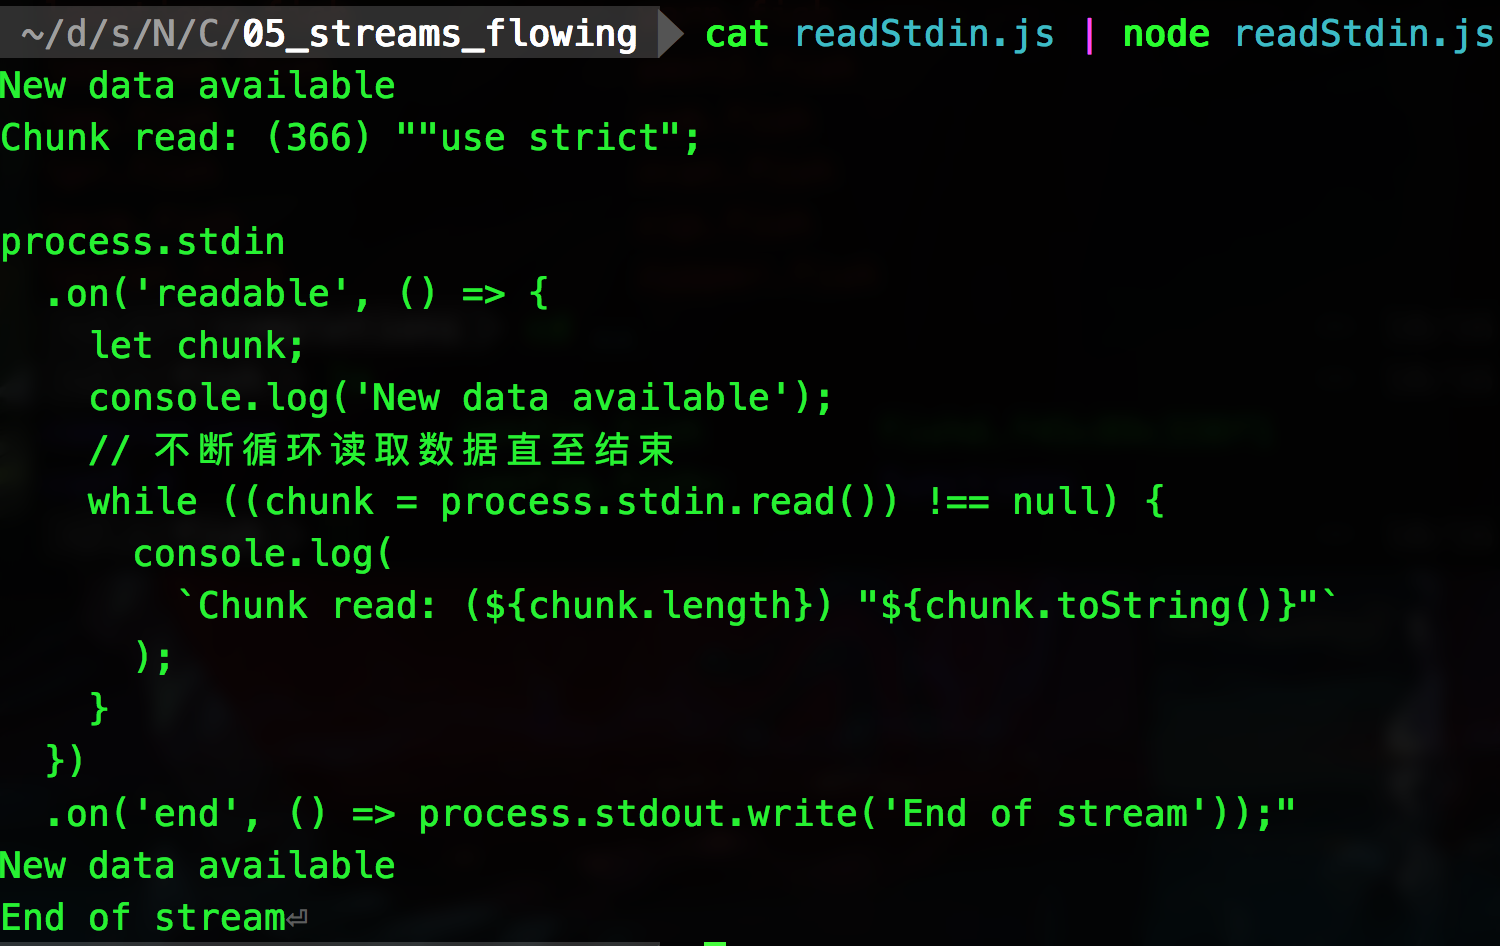 ~/d/s/N/C/05_streams_flowing cat readStdin.js | node readStdin.js
New data available
Chunk read: (366) ""use strict";
process.stdin
  .on('readable', () => {
    let chunk;
    console.log('New data available');
    // 不断循环读取数据直至结束
    while ((chunk = process.stdin.read()) !== null) {
      console.log(
        `Chunk read: (${chunk.length}) "${chunk.toString()}"`
      );
    }
  })
  .on('end', () => process.stdout.write('End of stream'));"
New data available
End of stream⏎